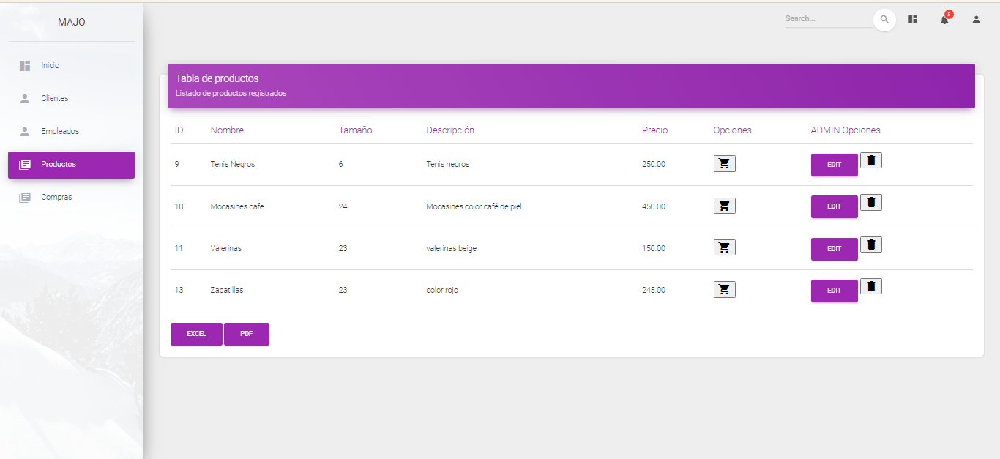 MAJO
Search...
5
Inicio
Clientes
Empleados
Productos
Compras
Tabla de productos
Listado de productos registrados
ID Nombre Tamaño Descripción Precio Opciones ADMIN Opciones
9 Tenis Negros 6 Tenis negros 250.00 EDIT
10 Mocasines cafe 24 Mocasines color café de piel 450.00 EDIT
11 Valerinas 23 valerinas beige 150.00 EDIT
13 Zapatillas 23 color rojo 245.00 EDIT
EXCEL PDF